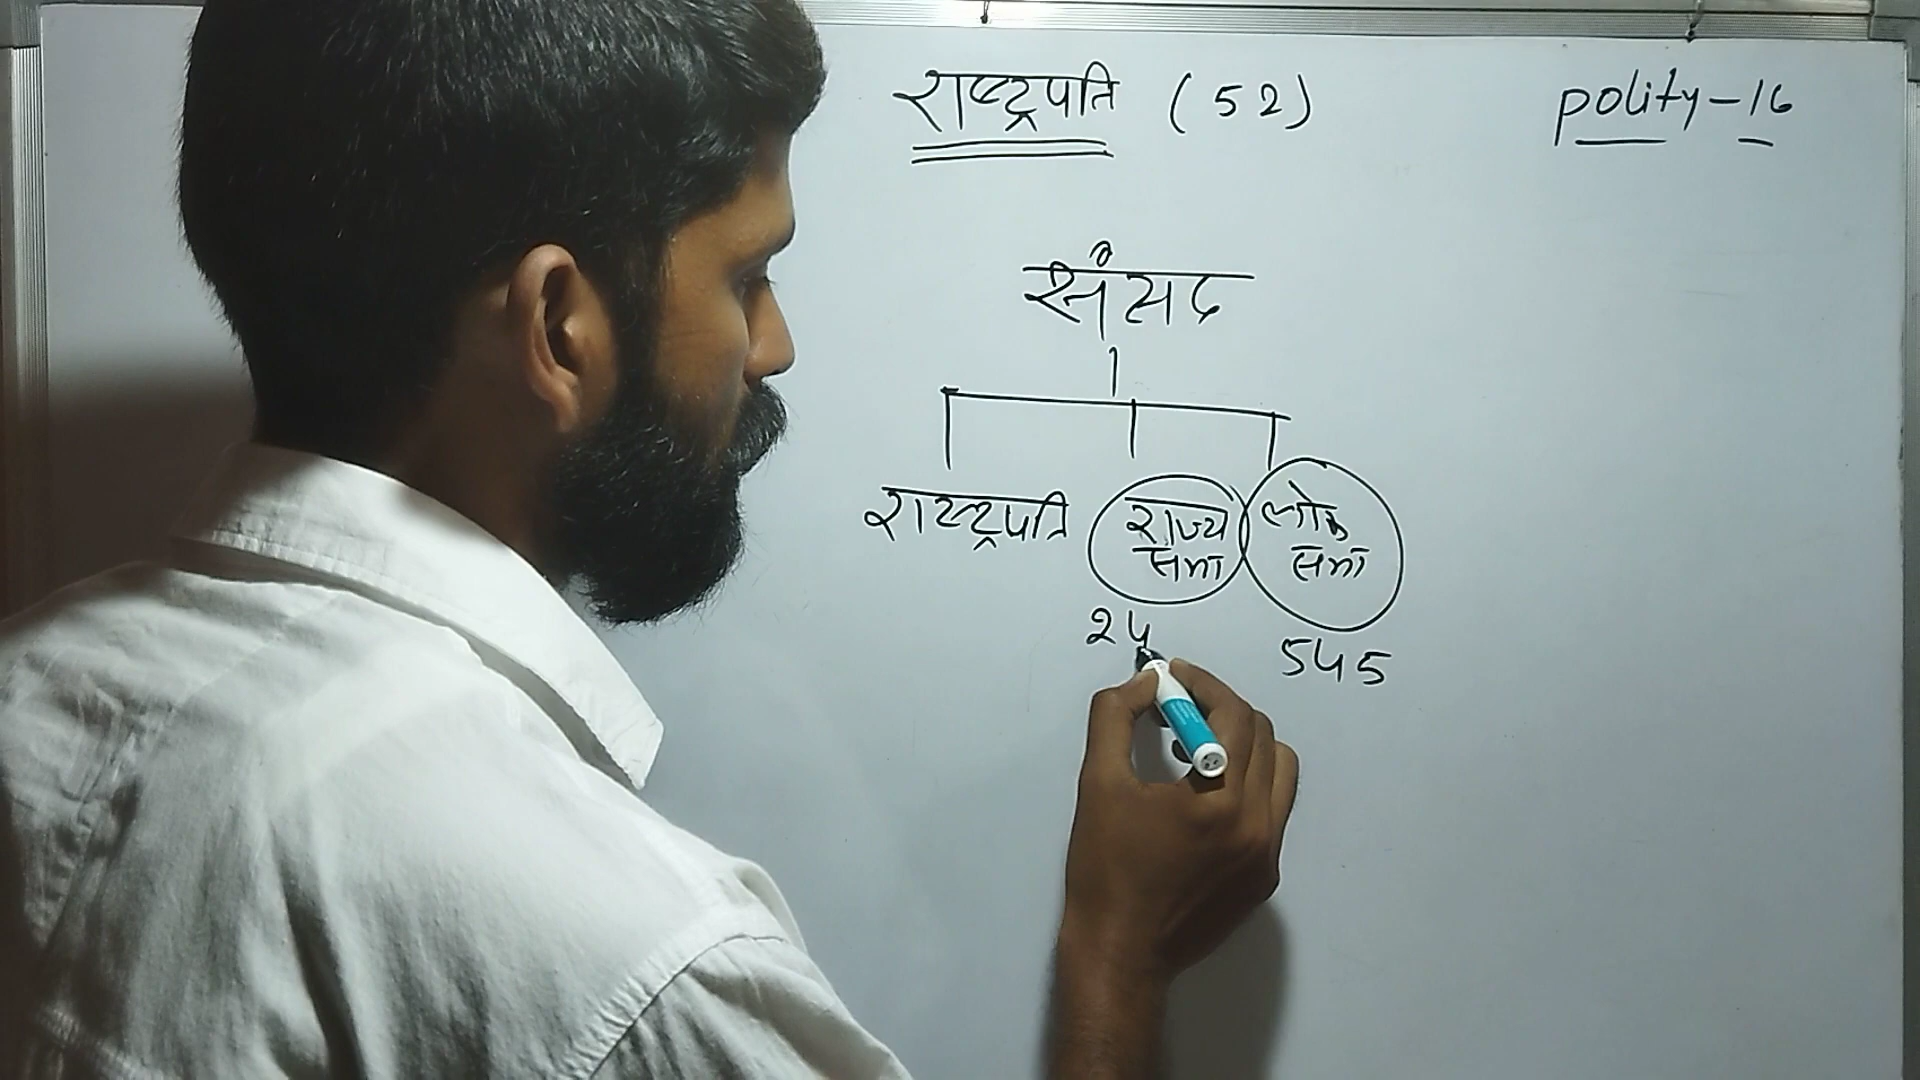 राष्ट्रपति (52)
polity-16
संसद
राष्ट्रपति
राज्य
सभा
लोक
सभा
24
545